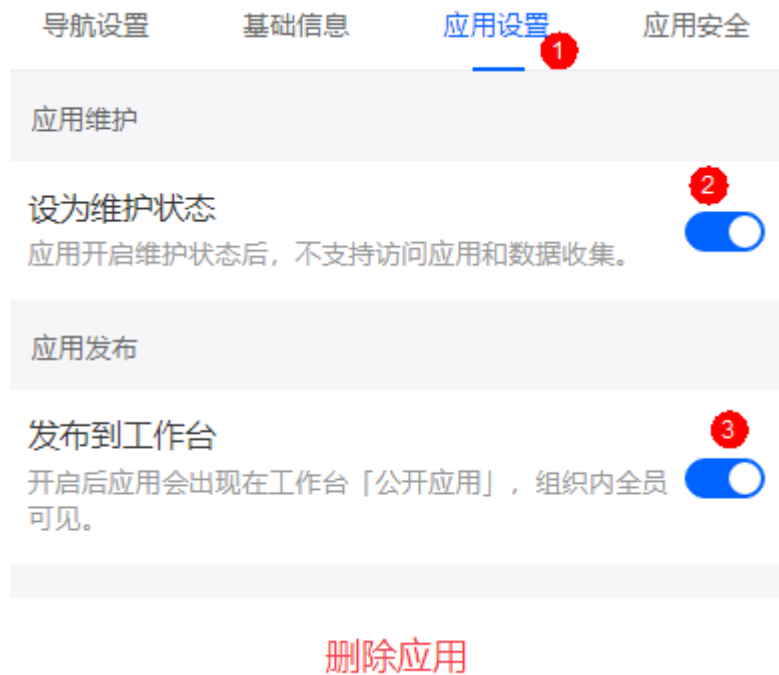 导航设置 基础信息 应用设置 应用安全
1
应用维护
2
设为维护状态
应用开启维护状态后，不支持访问应用和数据收集。
应用发布
3
发布到工作台
开启后应用会出现在工作台「公开应用」，组织内全员
可见。
删除应用